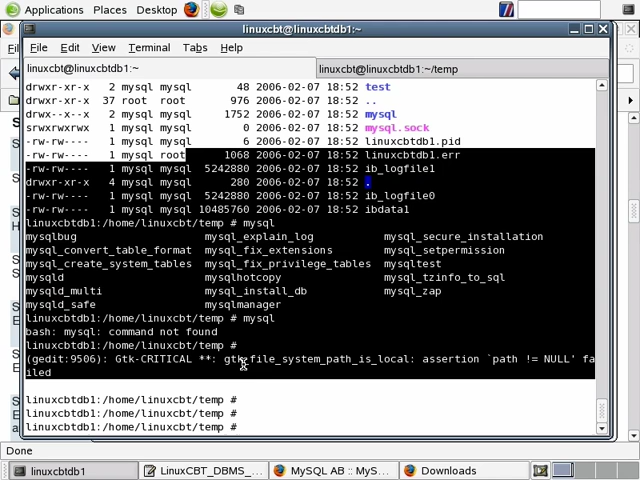 Applications Places Desktop
linuxcbt@linuxcbtdb1:~
File Edit View Terminal Tabs Help
linuxcbt@linuxcbtdb1:~ linuxcbt@linuxcbtdb1:~/temp
drwxr-xr-x 2 mysql mysql 48 2006-02-07 18:52 test
drwxr-xr-x 37 root root 976 2006-02-07 18:52 ..
drwx------ 2 mysql mysql 1752 2006-02-07 18:52 mysql
srwxrwxrwx 1 mysql mysql 0 2006-02-07 18:52 mysql.sock
-rw-rw---- 1 mysql mysql 6 2006-02-07 18:52 linuxcbtdb1.pid
-rw-rw---- 1 mysql root 1068 2006-02-07 18:52 linuxcbtdb1.err
-rw-rw---- 1 mysql mysql 5242880 2006-02-07 18:52 ib_logfile1
drwxr-xr-x 4 mysql mysql 280 2006-02-07 18:52 .
-rw-rw---- 1 mysql mysql 5242880 2006-02-07 18:52 ib_logfile0
-rw-rw---- 1 mysql mysql 10485760 2006-02-07 18:52 ibdata1
linuxcbtdb1:/home/linuxcbt/temp # mysql
mysqlbug mysql_explain_log mysql_secure_installation
mysql_convert_table_format mysql_fix_extensions mysql_setpermission
mysql_create_system_tables mysql_fix_privilege_tables mysqltest
mysqld mysqlhotcopy mysql_tzinfo_to_sql
mysqld_multi mysql_install_db mysql_zap
mysqld_safe mysqlmanager
linuxcbtdb1:/home/linuxcbt/temp # mysql
bash: mysql: command not found
linuxcbtdb1:/home/linuxcbt/temp #
(gedit:9506): Gtk-CRITICAL **: gtk_file_system_path_is_local: assertion `path != NULL' fa
iled
linuxcbtdb1:/home/linuxcbt/temp #
linuxcbtdb1:/home/linuxcbt/temp #
linuxcbtdb1:/home/linuxcbt/temp #
Done
linuxcbtdb1 LinuxCBT_DBMS_... MySQL AB :: MyS... Downloads